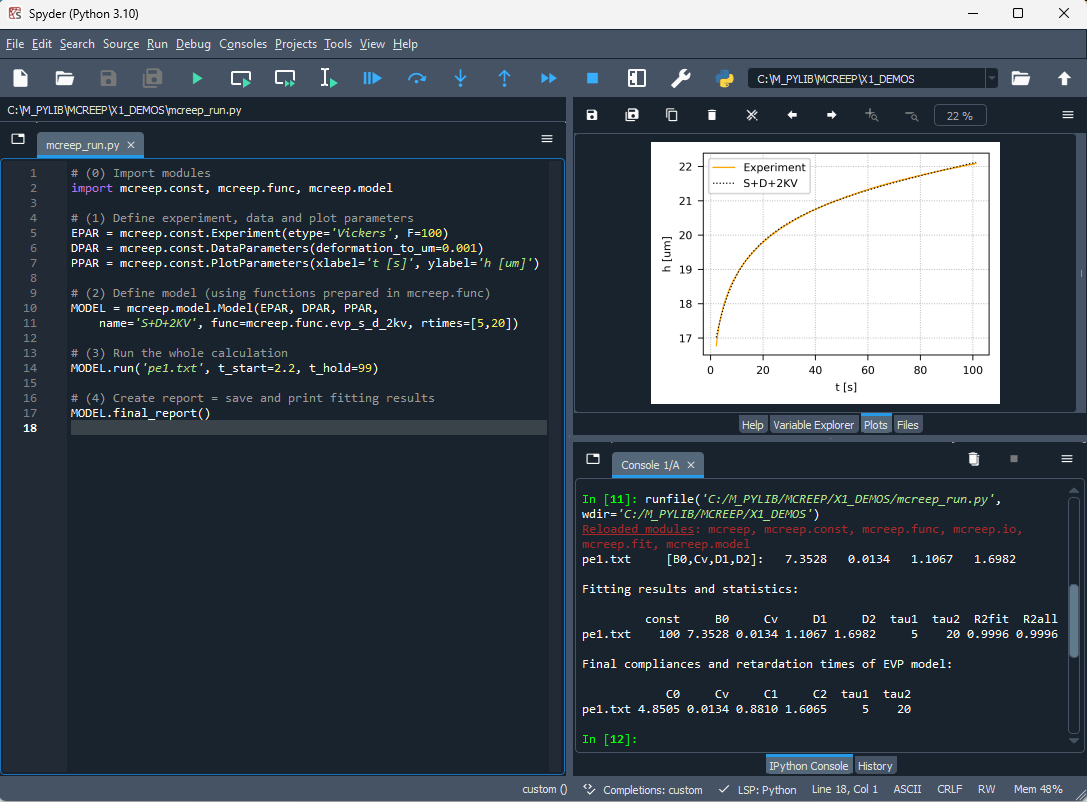 Spyder (Python 3.10)
File Edit Search Source Run Debug Consoles Projects Tools View Help
C:\M_PYLIB\MCREEP\X1_DEMOS
C:\M_PYLIB\MCREEP\X1_DEMOS\mcreep_run.py
mcreep_run.py
1 # (0) Import modules
2 import mcreep.const, mcreep.func, mcreep.model
3
4 # (1) Define experiment, data and plot parameters
5 EPAR = mcreep.const.Experiment(etype='Vickers', F=100)
6 DPAR = mcreep.const.DataParameters(deformation_to_um=0.001)
7 PPAR = mcreep.const.PlotParameters(xlabel='t [s]', ylabel='h [um]')
8
9 # (2) Define model (using functions prepared in mcreep.func)
10 MODEL = mcreep.model.Model(EPAR, DPAR, PPAR,
11     name='S+D+2KV', func=mcreep.func.evp_s_d_2kv, rtimes=[5,20])
12
13 # (3) Run the whole calculation
14 MODEL.run('pe1.txt', t_start=2.2, t_hold=99)
15
16 # (4) Create report = save and print fitting results
17 MODEL.final_report()
18
22 %
Experiment
S+D+2KV
22
21
20
19
18
17
h [um]
0 20 40 60 80 100
t [s]
Help Variable Explorer Plots Files
Console 1/A
In [11]: runfile('C:/M_PYLIB/MCREEP/X1_DEMOS/mcreep_run.py',
wdir='C:/M_PYLIB/MCREEP/X1_DEMOS')
Reloaded modules: mcreep, mcreep.const, mcreep.func, mcreep.io,
mcreep.fit, mcreep.model
pe1.txt [B0,Cv,D1,D2]: 7.3528 0.0134 1.1067 1.6982
Fitting results and statistics:
const B0 Cv D1 D2 tau1 tau2 R2fit R2all
pe1.txt 100 7.3528 0.0134 1.1067 1.6982 5 20 0.9996 0.9996
Final compliances and retardation times of EVP model:
C0 Cv C1 C2 tau1 tau2
pe1.txt 4.8505 0.0134 0.8810 1.6065 5 20
In [12]:
IPython Console History
custom () Completions: custom LSP: Python Line 18, Col 1 ASCII CRLF RW Mem 48%